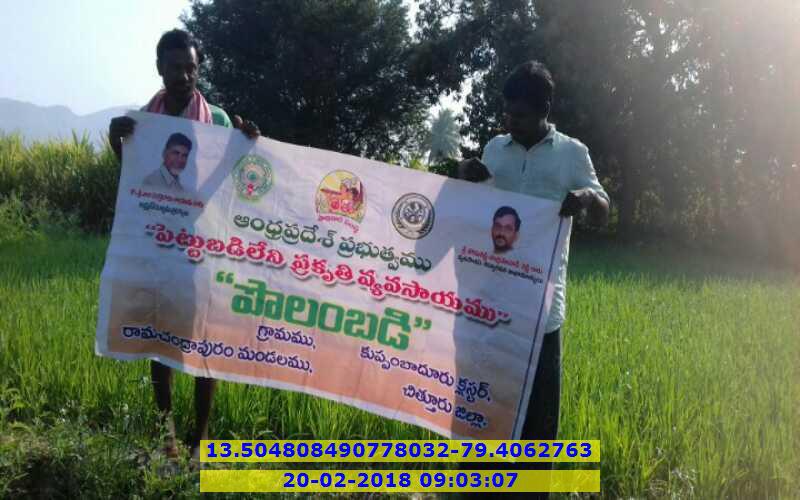 ఆంధ్రప్రదేశ్ ప్రభుత్వము
"పెట్టుబడిలేని ప్రకృతి వ్యవసాయము"
"పొలంబడి"
గ్రామము,
కుప్పంబాదూరు క్లస్టర్,
రామచంద్రాపురం మండలము,
చిత్తూరు జిల్లా.
13.504808490778032-79.4062763
20-02-2018 09:03:07